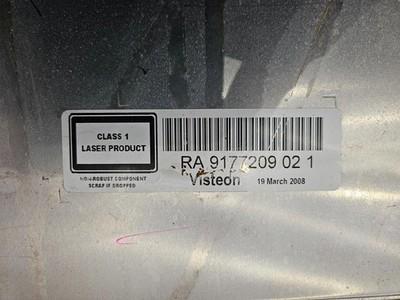 CLASS 1
LASER PRODUCT
NON-ROBUST COMPONENT
SCRAP IF DROPPED
RA 9177209 02 1
Visteon 19 March 2008